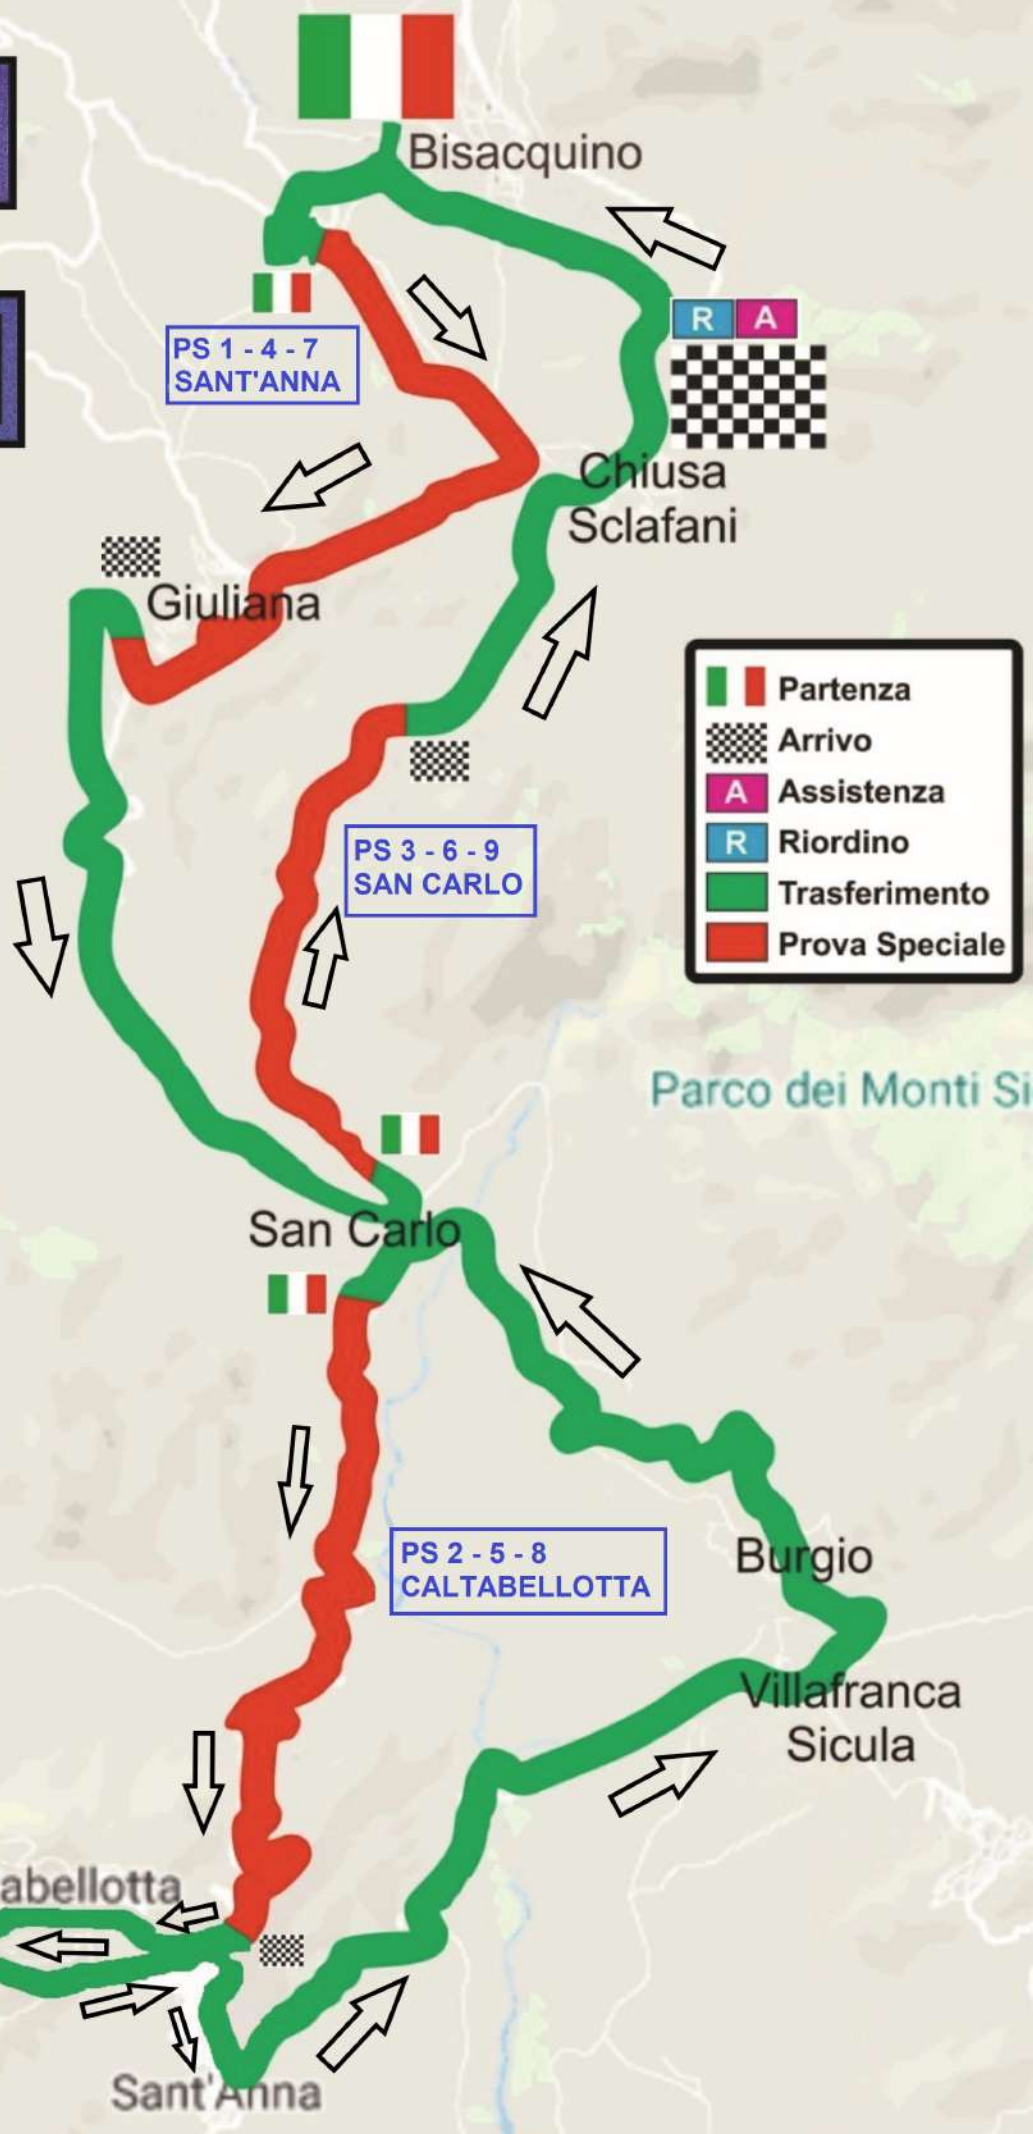 Bisacquino
R A
PS 1 - 4 - 7
SANT'ANNA
Chiusa
Sclafani
Giuliana
Partenza
Arrivo
A Assistenza
R Riordino
Trasferimento
Prova Speciale
PS 3 - 6 - 9
SAN CARLO
Parco dei Monti Si
San Carlo
PS 2 - 5 - 8
CALTABELLOTTA
Burgio
Villafranca
Sicula
abellotta
Sant'Anna